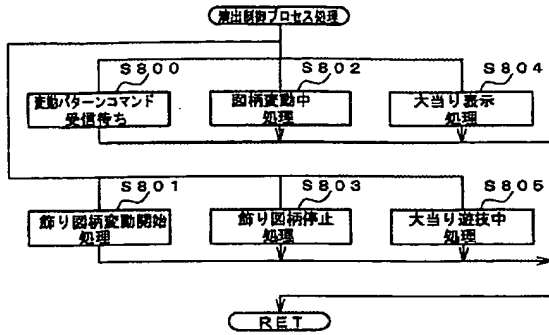 演出制御プロセス処理
S800
S802
S804
変動パターンコマンド
受信待ち
図柄変動中
処理
大当り表示
処理
S801
S803
S805
飾り図柄変動開始
処理
飾り図柄停止
処理
大当り遊技中
処理
RET